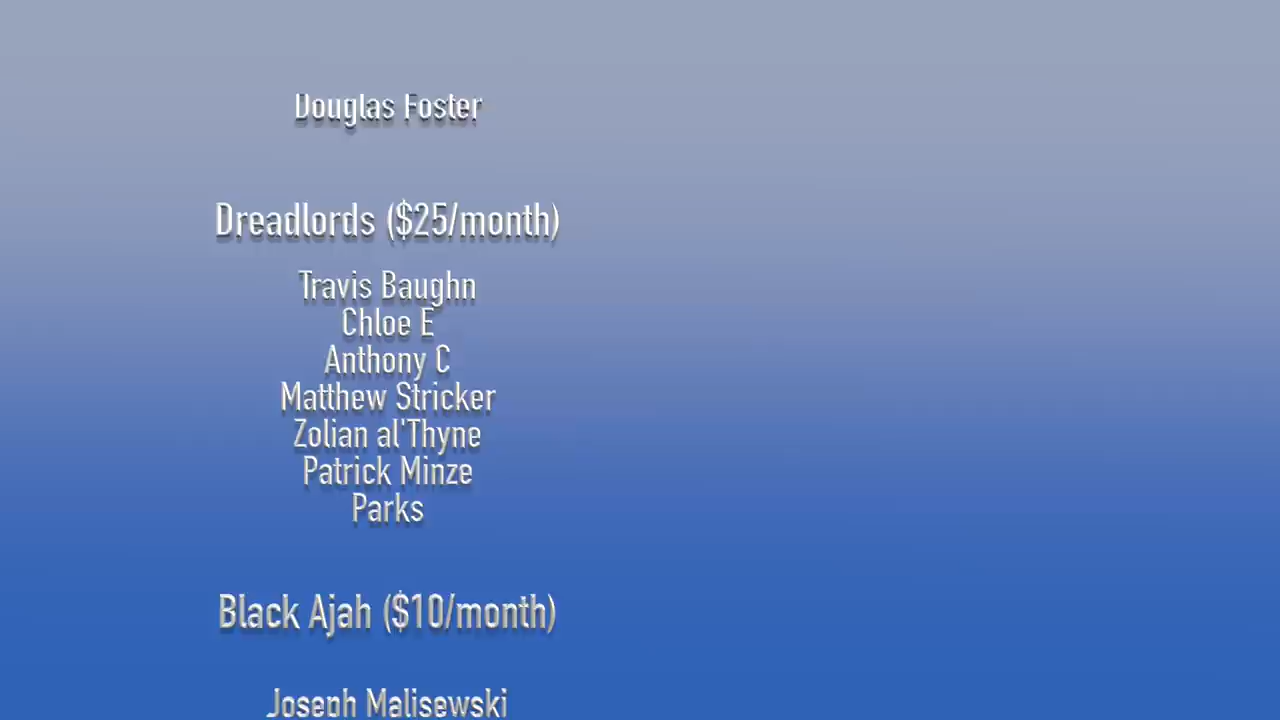 Douglas Foster
Dreadlords ($25/month)
Travis Baughn
Chloe E
Anthony C
Matthew Stricker
Zolian al'Thyne
Patrick Minze
Parks
Black Ajah ($10/month)
Joseph Malisewski